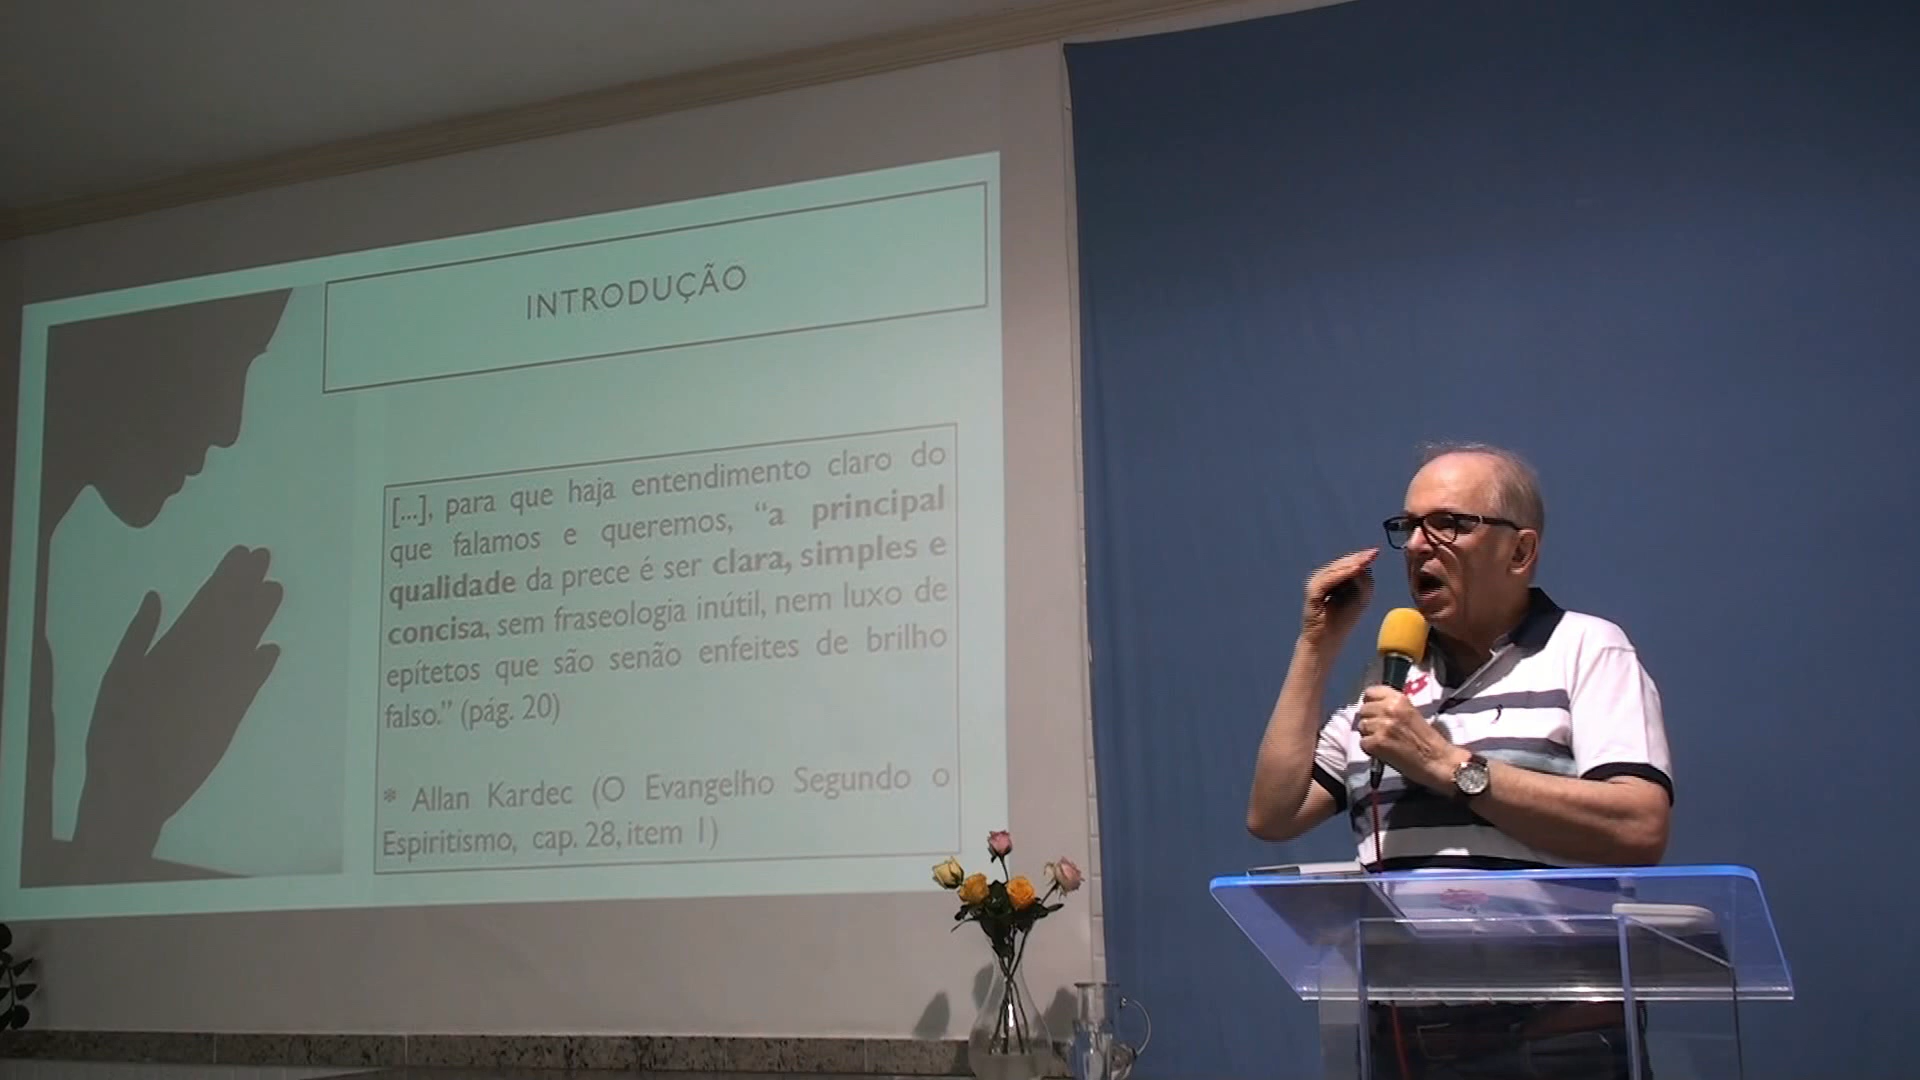 INTRODUÇÃO
[...], para que haja entendimento claro do
que falamos e queremos, “a principal
qualidade da prece é ser clara, simples e
concisa, sem fraseologia inútil, nem luxo de
epítetos que são senão enfeites de brilho
falso.” (pág. 20)
* Allan Kardec (O Evangelho Segundo o
Espiritismo, cap. 28, item 1)